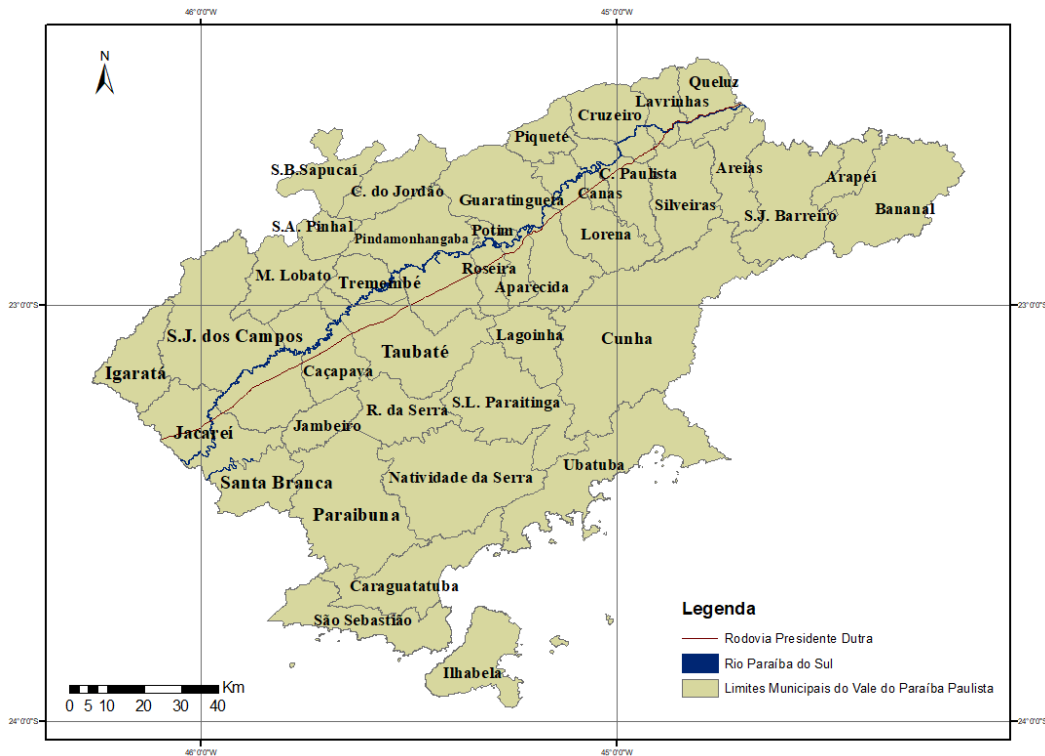 46°0'0"W
45°0'0"W
N
Queluz
Lavrinhas
Cruzeiro
Piqueté
S.B.Sapucaí
C. do Jordão
C. Paulista
Areias
Arapeí
Canas
Guaratinguetá
Silveiras
S.J. Barreiro
Bananal
S.A. Pinhal
Pindamonhangaba
Potim
Lorena
M. Lobato
Tremembé
Roseira
Aparecida
23°0'0"S
23°0'0"S
S.J. dos Campos
Taubaté
Lagoinha
Cunha
Igaratá
Caçapava
R. da Serra
S.L. Paraitinga
Jacareí
Jambeiro
Santa Branca
Natividade da Serra
Ubatuba
Paraibuna
Caraguatatuba
São Sebastião
Ilhabela
Legenda
Rodovia Presidente Dutra
Rio Paraíba do Sul
Limites Municipais do Vale do Paraíba Paulista
Km
0 5 10 20 30 40
24°0'0"S
24°0'0"S
46°0'0"W
45°0'0"W